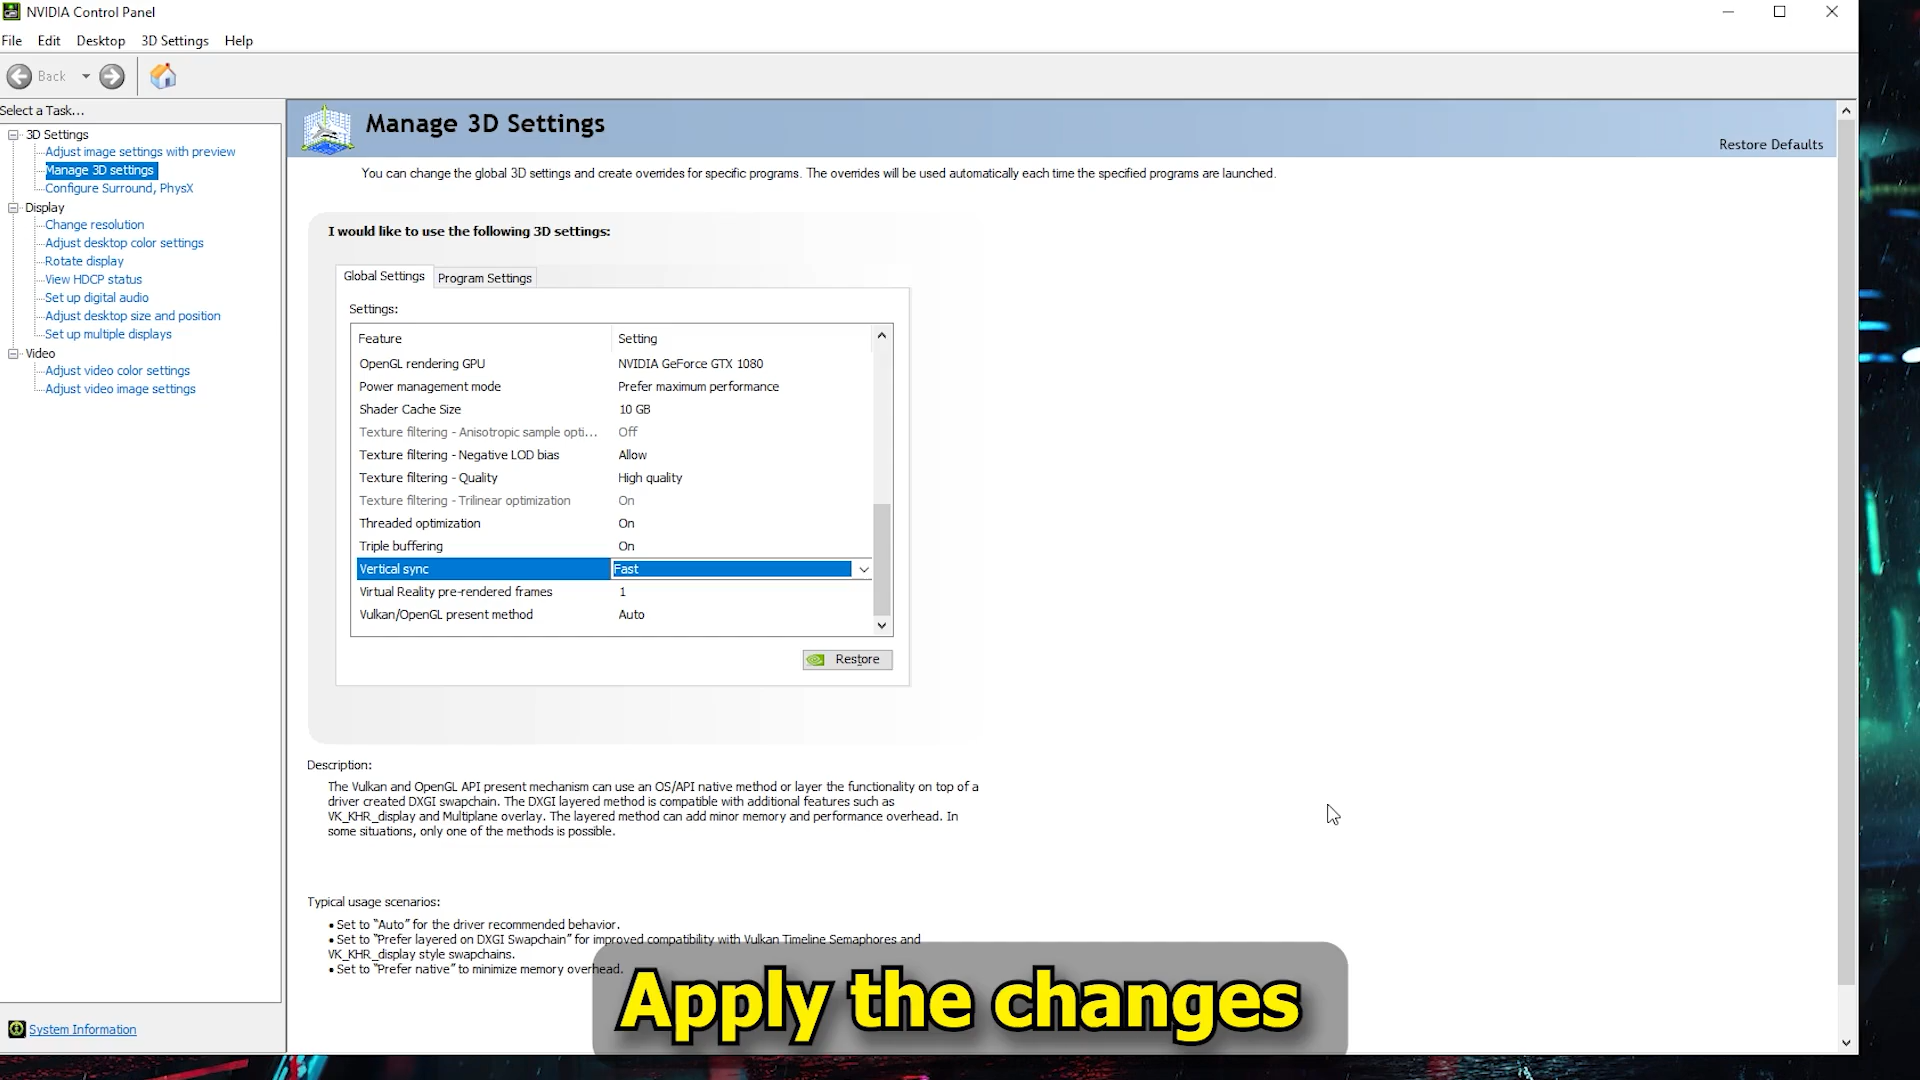 NVIDIA Control Panel
File Edit Desktop 3D Settings Help
Back
Select a Task...
3D Settings
Adjust image settings with preview
Manage 3D settings
Configure Surround, PhysX
Display
Change resolution
Adjust desktop color settings
Rotate display
View HDCP status
Set up digital audio
Adjust desktop size and position
Set up multiple displays
Video
Adjust video color settings
Adjust video image settings
System Information
Manage 3D Settings
Restore Defaults
You can change the global 3D settings and create overrides for specific programs. The overrides will be used automatically each time the specified programs are launched.
I would like to use the following 3D settings:
Global Settings Program Settings
Settings:
Feature Setting
OpenGL rendering GPU NVIDIA GeForce GTX 1080
Power management mode Prefer maximum performance
Shader Cache Size 10 GB
Texture filtering - Anisotropic sample opti... Off
Texture filtering - Negative LOD bias Allow
Texture filtering - Quality High quality
Texture filtering - Trilinear optimization On
Threaded optimization On
Triple buffering On
Vertical sync Fast
Virtual Reality pre-rendered frames 1
Vulkan/OpenGL present method Auto
Restore
Description:
The Vulkan and OpenGL API present mechanism can use an OS/API native method or layer the functionality on top of a
driver created DXGI swapchain. The DXGI layered method is compatible with additional features such as
VK_KHR_display and Multiplane overlay. The layered method can add minor memory and performance overhead. In
some situations, only one of the methods is possible.
Typical usage scenarios:
• Set to "Auto" for the driver recommended behavior.
• Set to "Prefer layered on DXGI Swapchain" for improved compatibility with Vulkan Timeline Semaphores and
VK_KHR_display style swapchains.
• Set to "Prefer native" to minimize memory overhead.
Apply the changes